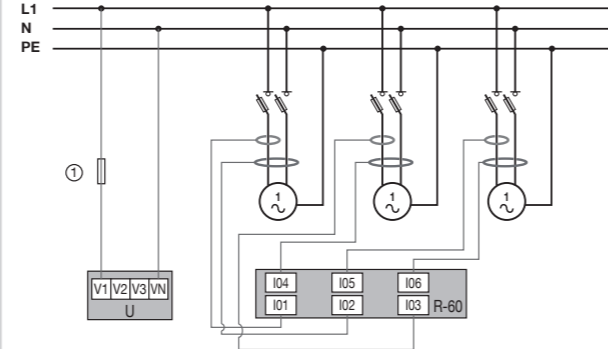 L1
N
PE
①
1
∼
1
∼
1
∼
V1 V2 V3 VN
U
I04 I05 I06
I01 I02 I03
R-60